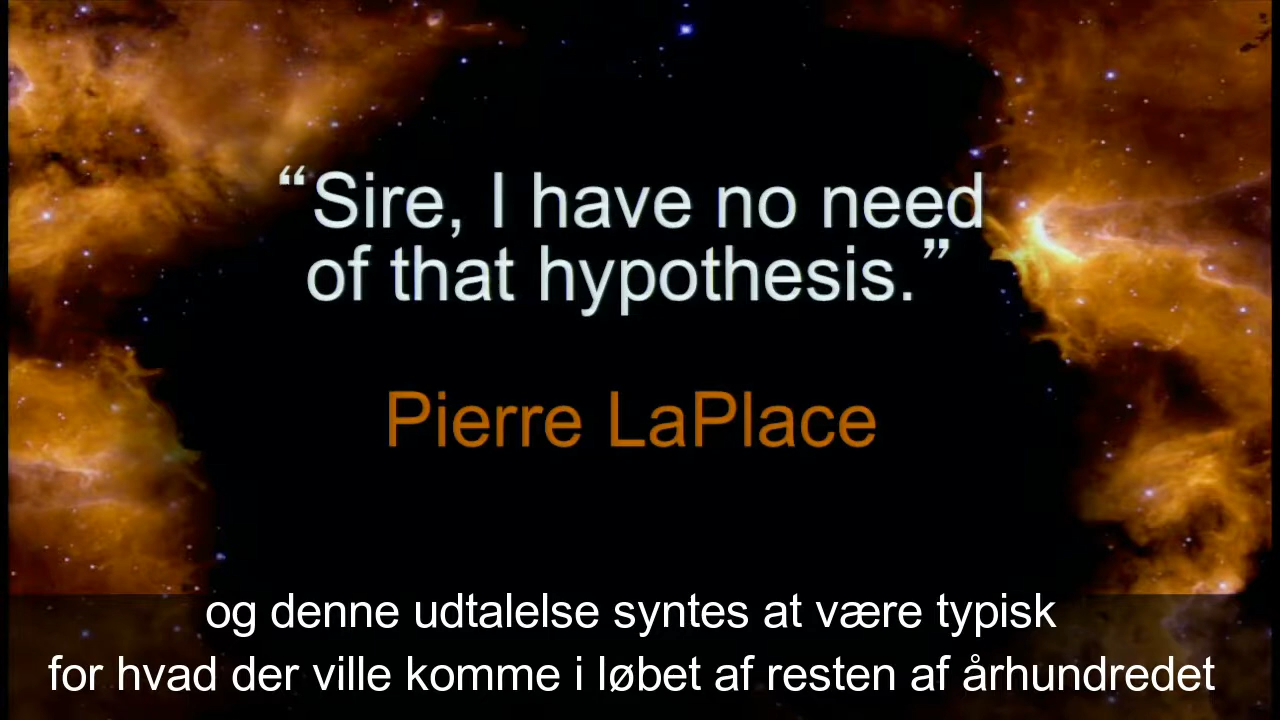 “Sire, I have no need
of that hypothesis.”
Pierre LaPlace
og denne udtalelse syntes at være typisk
for hvad der ville komme i løbet af resten af århundredet